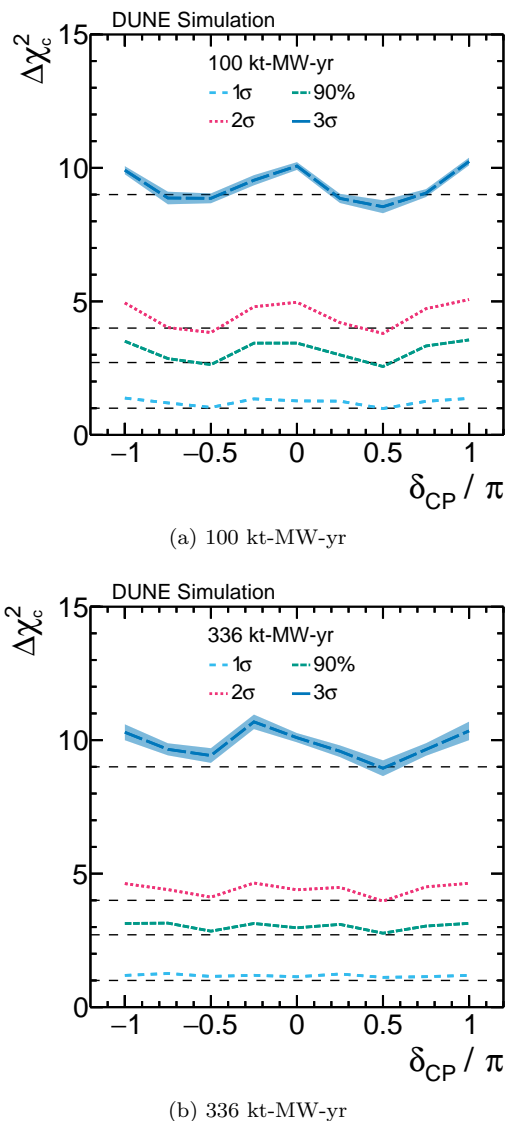 DUNE Simulation
15
100 kt-MW-yr
1σ 90%
2σ 3σ
Δχ²c
10
5
0
−1 −0.5 0 0.5 1
δCP / π
(a) 100 kt-MW-yr
DUNE Simulation
15
336 kt-MW-yr
1σ 90%
2σ 3σ
Δχ²c
10
5
0
−1 −0.5 0 0.5 1
δCP / π
(b) 336 kt-MW-yr